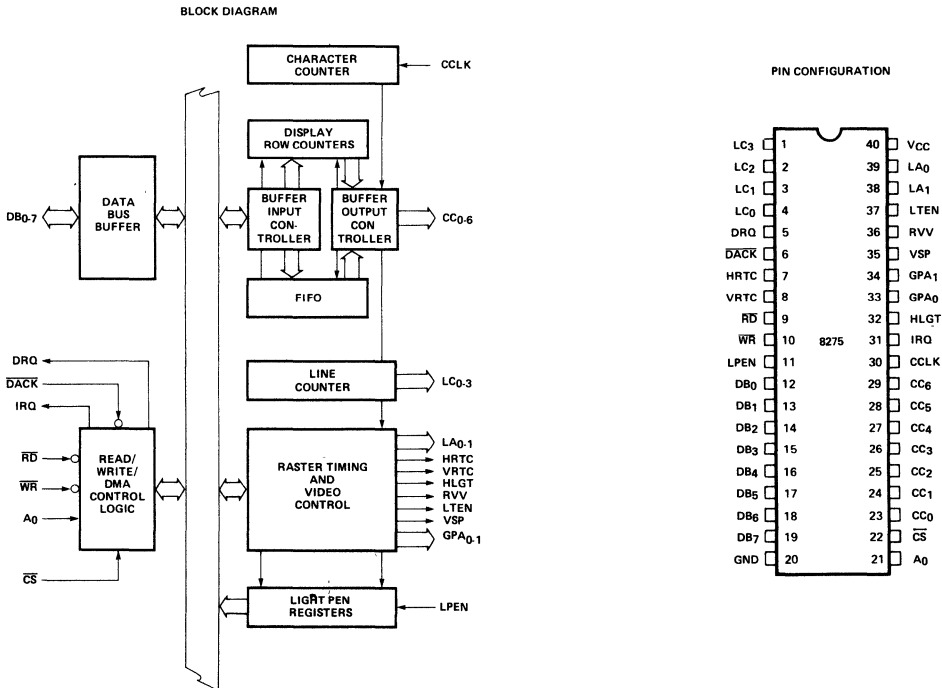 BLOCK DIAGRAM
CHARACTER
COUNTER
CCLK
DISPLAY
ROW COUNTERS
DATA
BUS
BUFFER
DB0-7
BUFFER
INPUT
CON-
TROLLER
BUFFER
OUTPUT
CON
TROLLER
CC0-6
FIFO
DRQ
DACK
IRQ
RD
WR
A0
CS
READ/
WRITE/
DMA
CONTROL
LOGIC
LINE
COUNTER
LC0-3
RASTER TIMING
AND
VIDEO
CONTROL
LA0-1
HRTC
VRTC
HLGT
RVV
LTEN
VSP
GPA0-1
LIGHT PEN
REGISTERS
LPEN
PIN CONFIGURATION
LC3 1 40 VCC
LC2 2 39 LA0
LC1 3 38 LA1
LC0 4 37 LTEN
DRQ 5 36 RVV
DACK 6 35 VSP
HRTC 7 34 GPA1
VRTC 8 33 GPA0
RD 9 32 HLGT
WR 10 8275 31 IRQ
LPEN 11 30 CCLK
DB0 12 29 CC6
DB1 13 28 CC5
DB2 14 27 CC4
DB3 15 26 CC3
DB4 16 25 CC2
DB5 17 24 CC1
DB6 18 23 CC0
DB7 19 22 CS
GND 20 21 A0